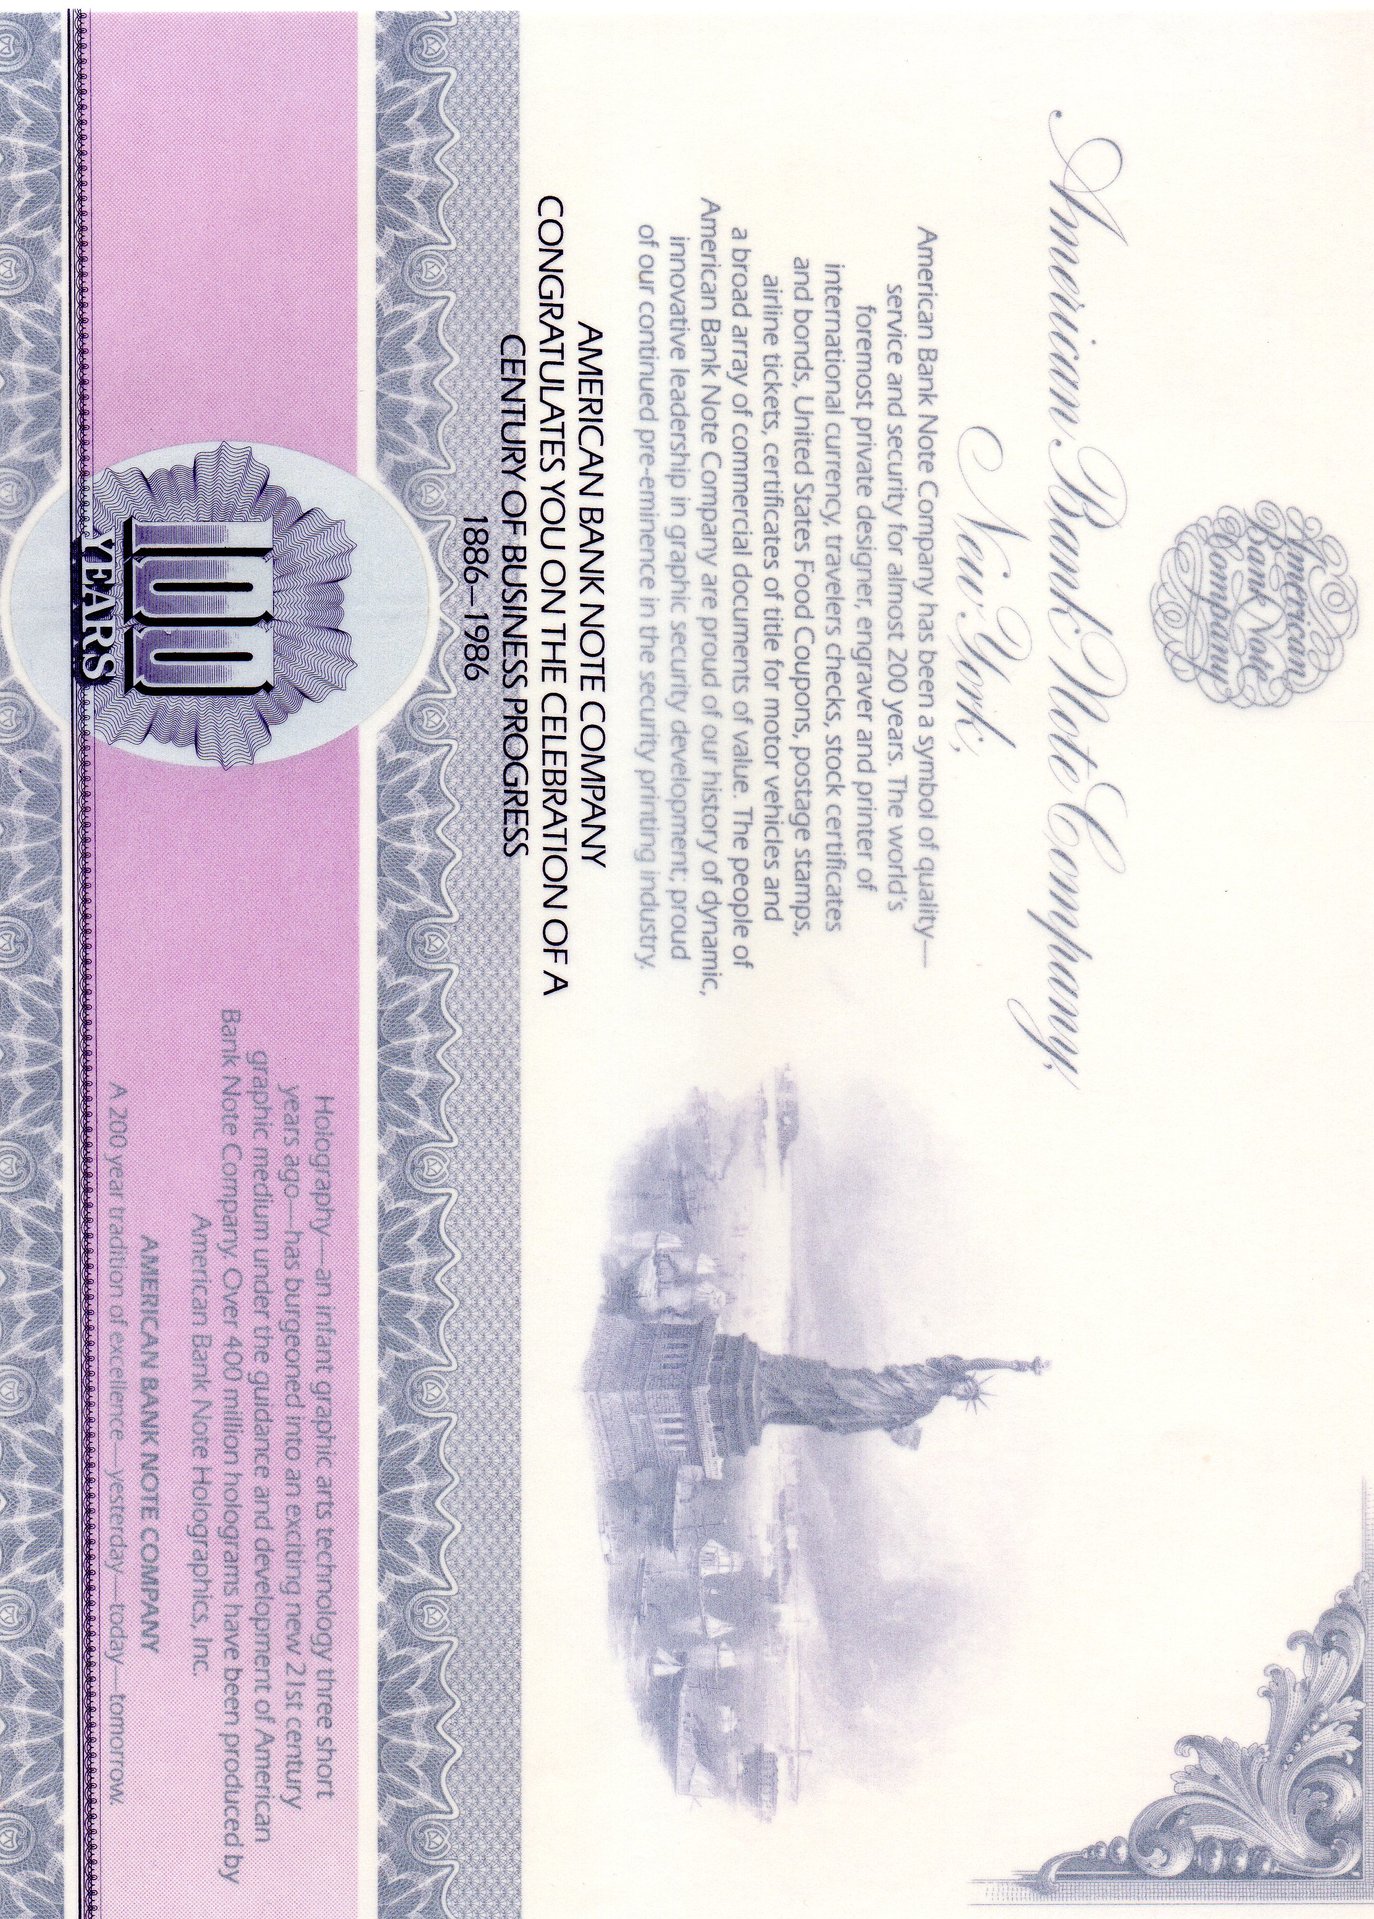 American
Bank Note
Company
American Bank Note Company,
New York,
American Bank Note Company has been a symbol of quality—
service and security for almost 200 years. The world's
foremost private designer, engraver and printer of
international currency, travelers checks, stock certificates
and bonds, United States Food Coupons, postage stamps,
airline tickets, certificates of title for motor vehicles and
a broad array of commercial documents of value. The people of
American Bank Note Company are proud of our history of dynamic,
innovative leadership in graphic security development; proud
of our continued pre-eminence in the security printing industry.
AMERICAN BANK NOTE COMPANY
CONGRATULATES YOU ON THE CELEBRATION OF A
CENTURY OF BUSINESS PROGRESS
1886–1986
100
YEARS
Holography—an infant graphic arts technology three short
years ago—has burgeoned into an exciting new 21st century
graphic medium under the guidance and development of American
Bank Note Company. Over 400 million holograms have been produced by
American Bank Note Holographics, Inc.
AMERICAN BANK NOTE COMPANY
A 200 year tradition of excellence—yesterday—today—tomorrow.